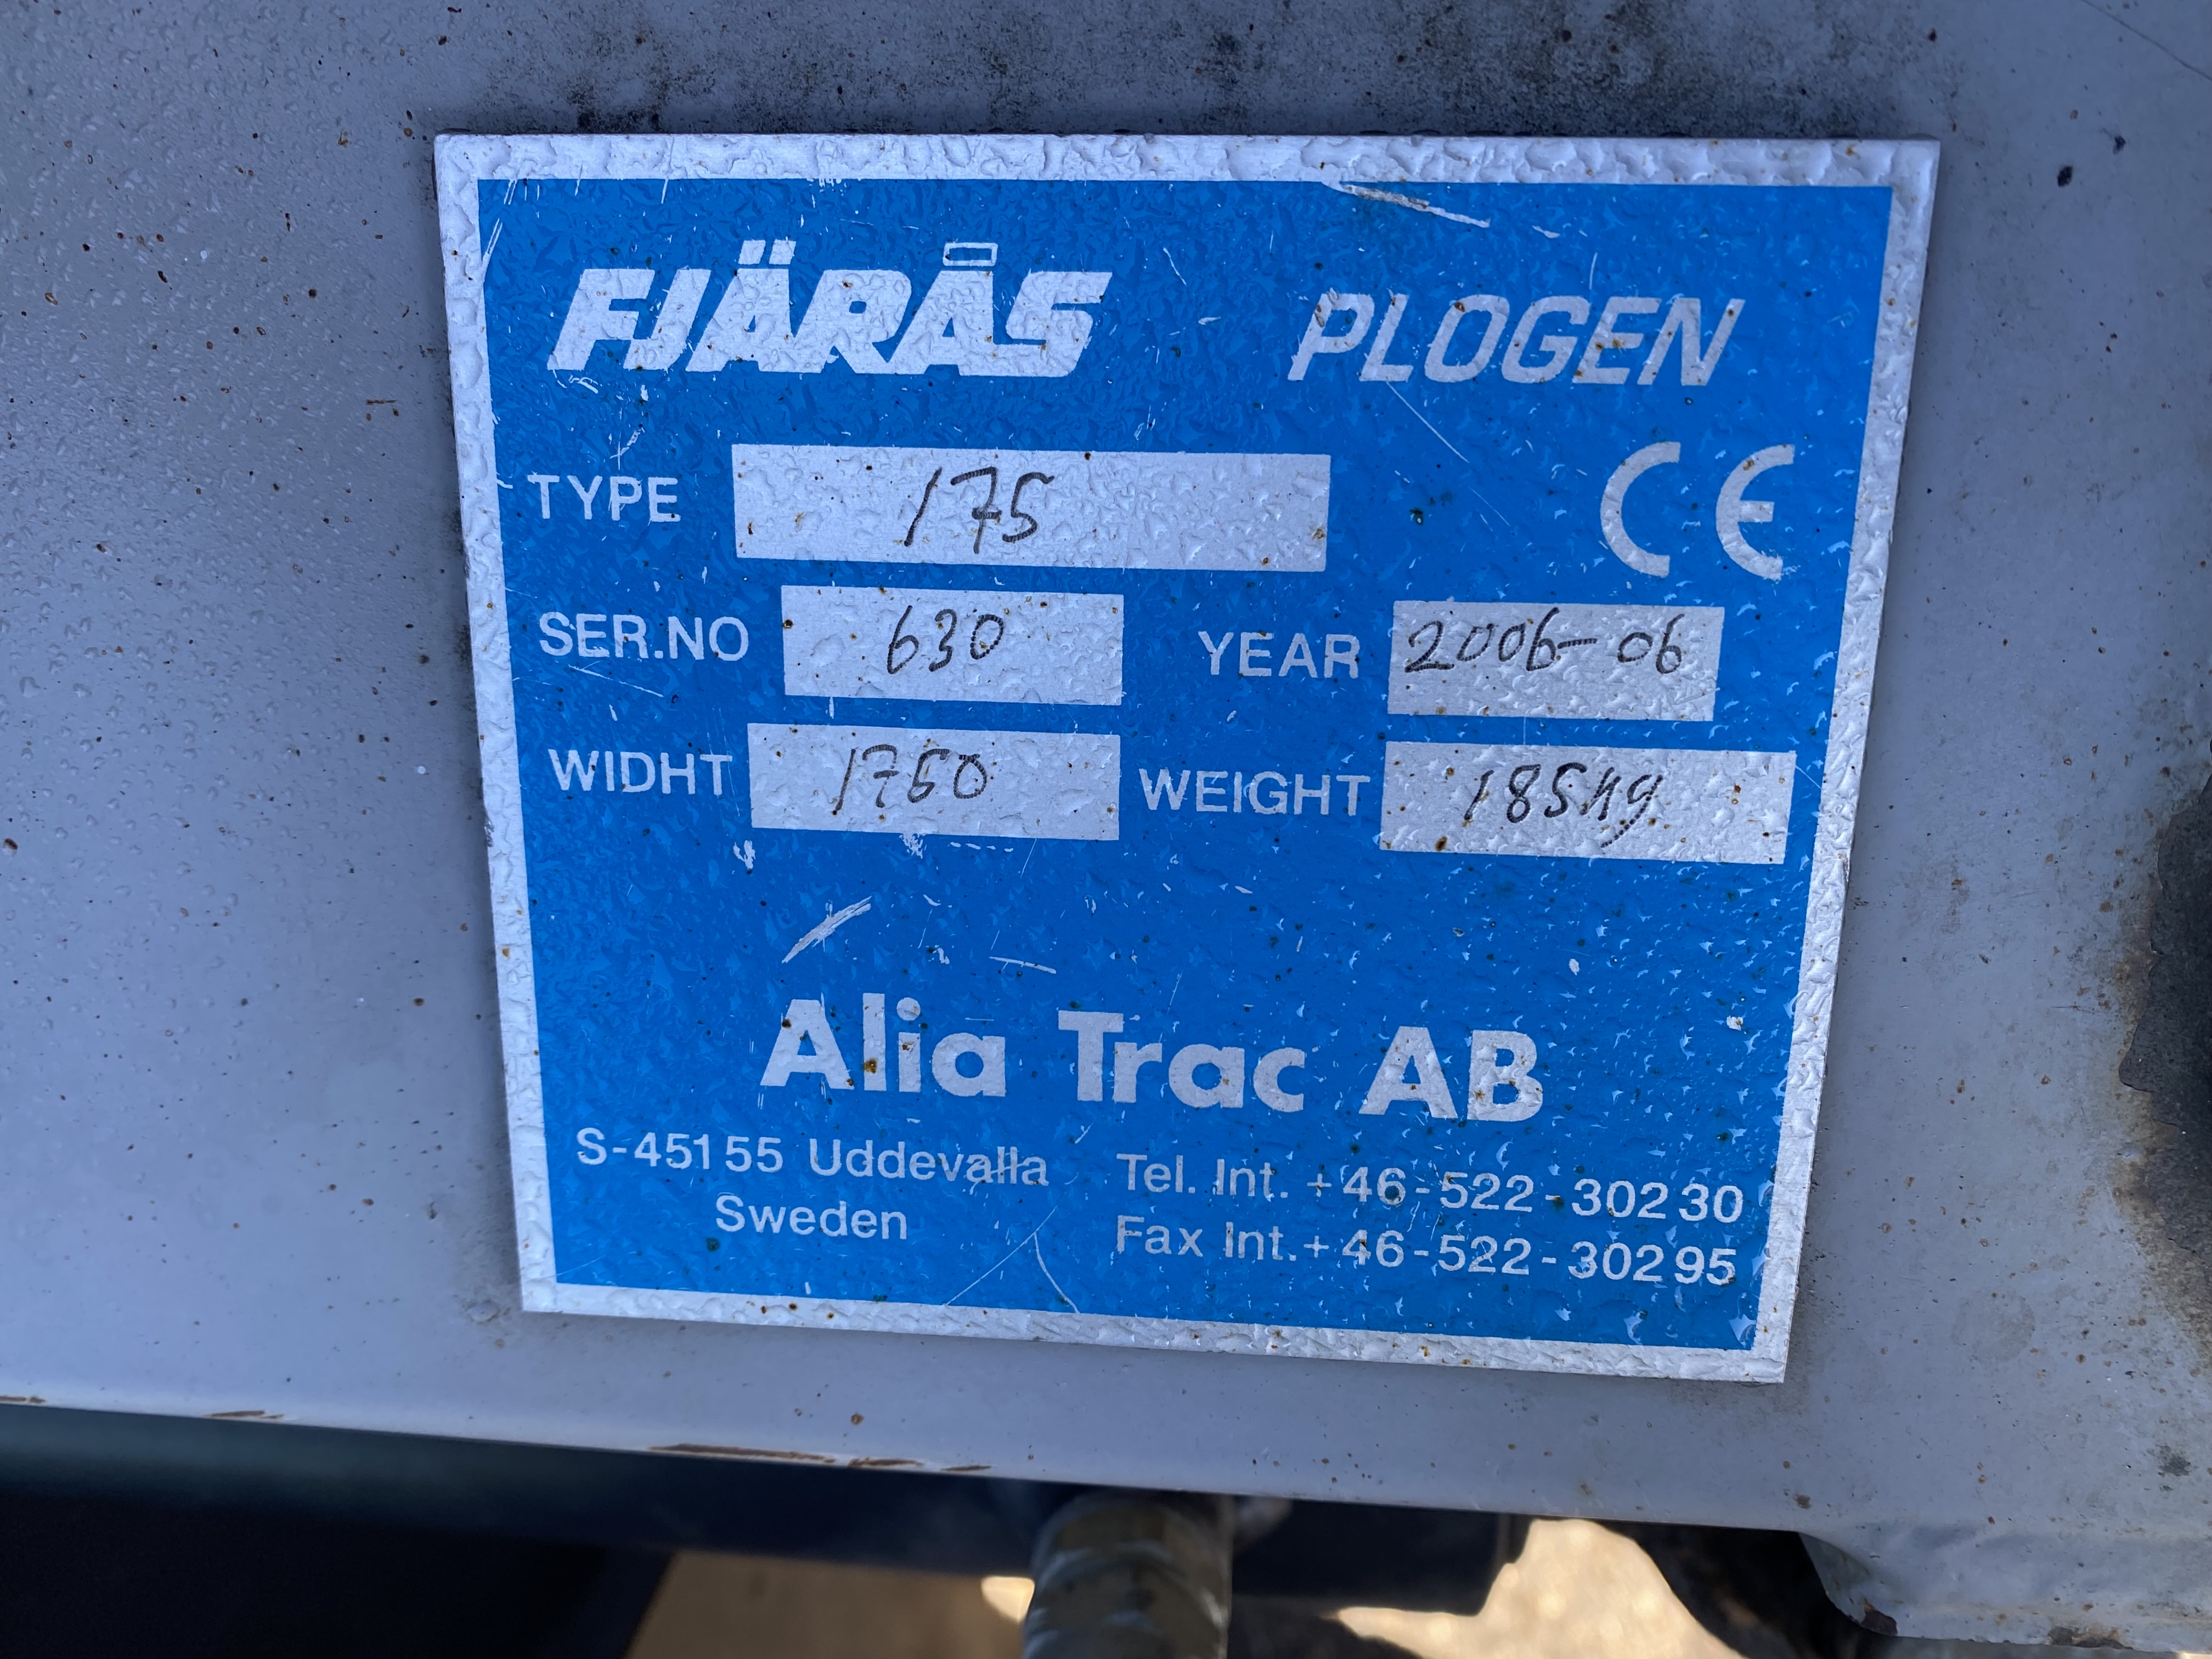 FJÄRÅS PLOGEN
TYPE 175 CE
SER.NO 630 YEAR 2006-06
WIDHT 1750 WEIGHT 185kg
Alia Trac AB
S-451 55 Uddevalla Tel. Int. +46-522-302 30
Sweden Fax Int. +46-522-302 95